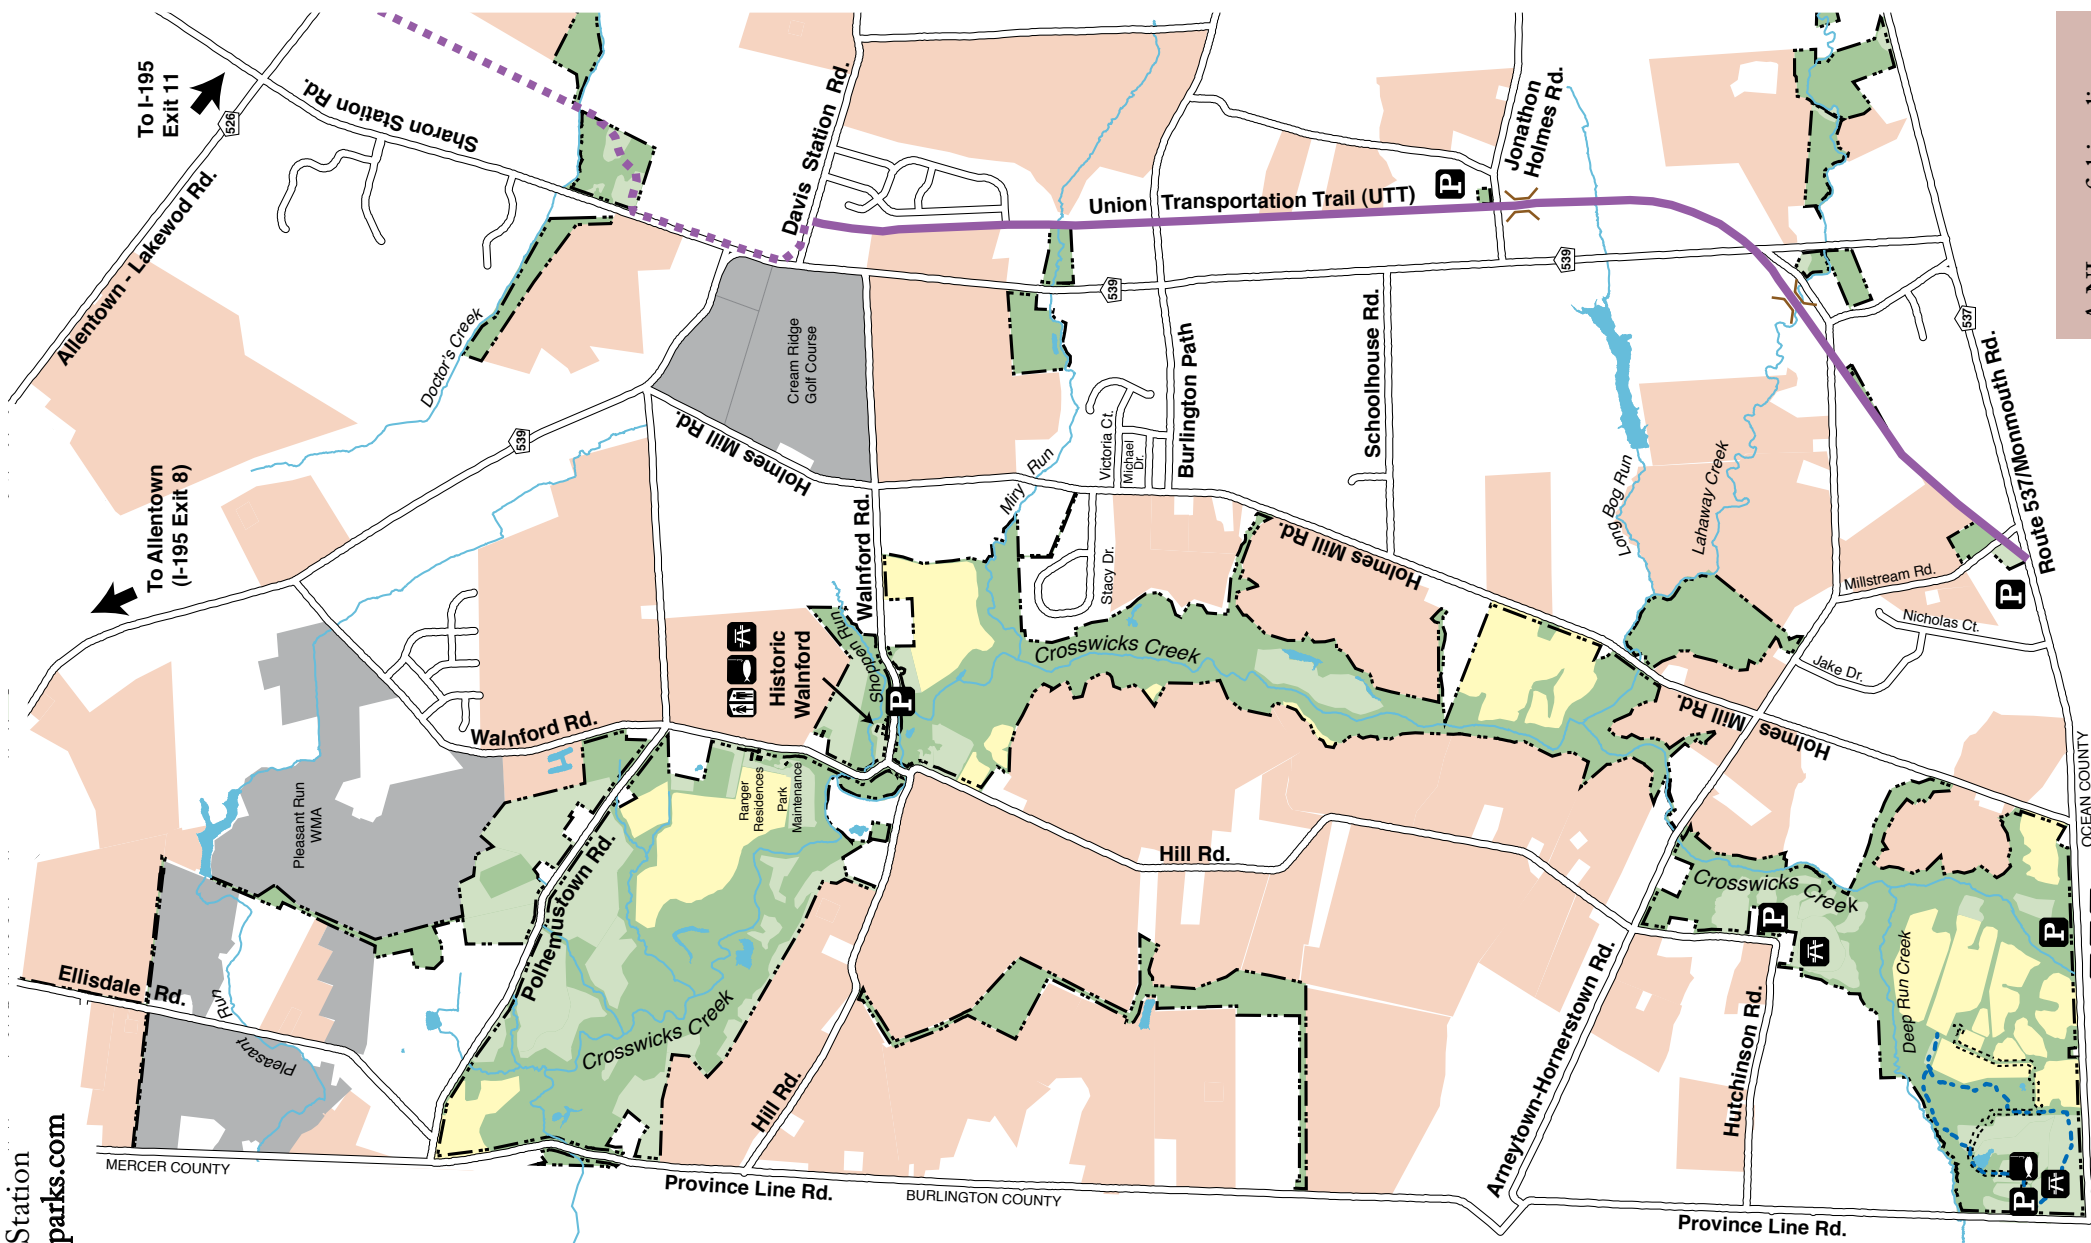 To I-195
Exit 11
526
Sharon Station Rd.
Allentown - Lakewood Rd.
Doctor's Creek
Davis Station Rd.
Union Transportation Trail (UTT)
P
Jonathon
Holmes Rd.
539
539
539
537
Cream Ridge
Golf Course
Holmes Mill Rd.
To Allentown
(I-195 Exit 8)
Miry Run
Victoria Ct.
Michael
Dr.
Burlington Path
Schoolhouse Rd.
Long Bog Run
Lahaway Creek
Route 537/Monmouth Rd.
P
Millstream Rd.
Nicholas Ct.
Jake Dr.
Stacy Dr.
Holmes Mill Rd.
Walnford Rd.
Shoppen Run
Historic
Walnford
P
Crosswicks Creek
Walnford Rd.
Pleasant Run
WMA
Ranger
Residences
Park
Maintenance
Polhemustown Rd.
Hill Rd.
Holmes Mill Rd.
OCEAN COUNTY
Crosswicks Creek
P
P
Deep Run Creek
Ellisdale Rd.
Pleasant Run
Crosswicks Creek
Hill Rd.
Arneytown-Hornerstown Rd.
Hutchinson Rd.
P
MERCER COUNTY
Province Line Rd.
BURLINGTON COUNTY
Province Line Rd.
Station
parks.com